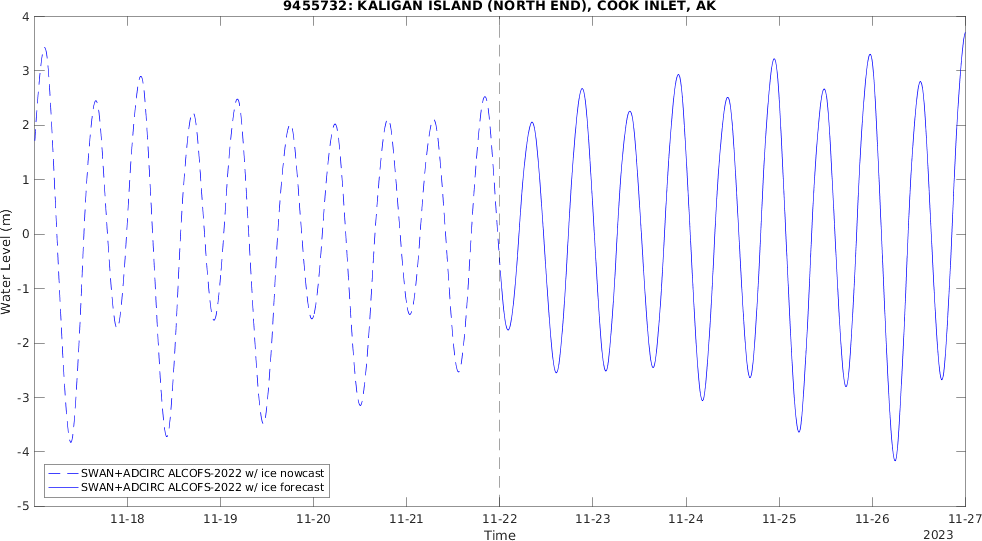 9455732: KALIGAN ISLAND (NORTH END), COOK INLET, AK
4
3
2
1
0
-1
-2
-3
-4
-5
Water Level (m)
SWAN+ADCIRC ALCOFS-2022 w/ ice nowcast
SWAN+ADCIRC ALCOFS-2022 w/ ice forecast
11-18 11-19 11-20 11-21 11-22 11-23 11-24 11-25 11-26 11-27
Time
2023